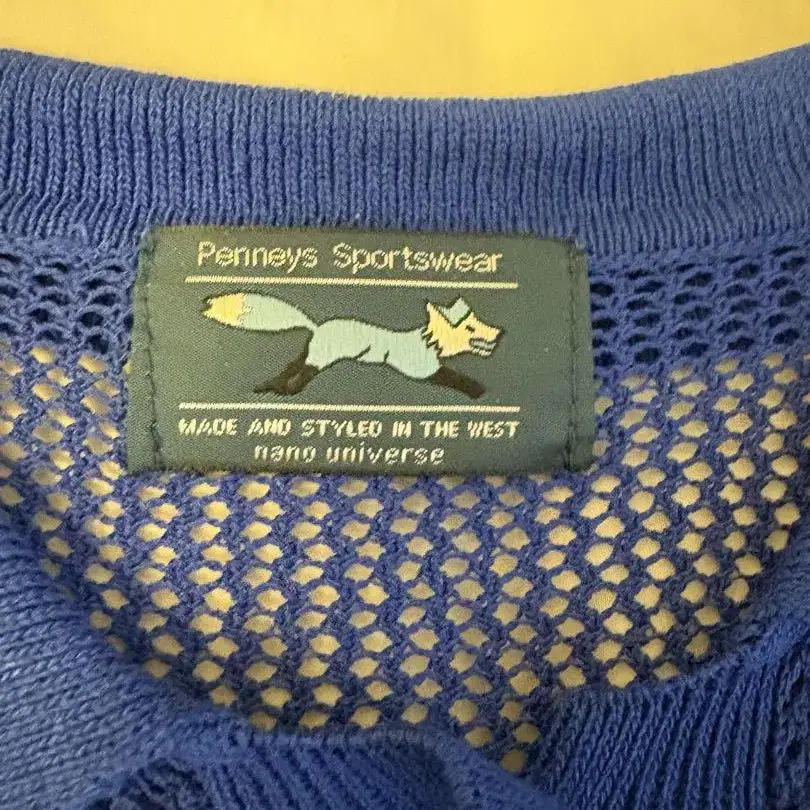 Penneys Sportswear
MADE AND STYLED IN THE WEST
nano universe